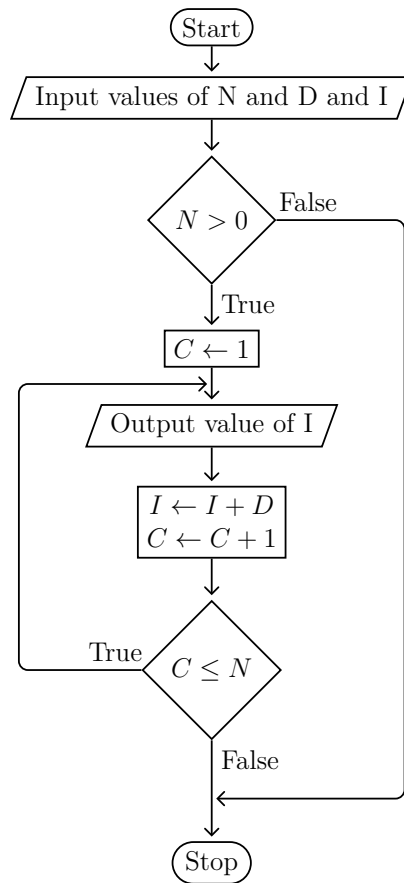 Start
Input values of N and D and I
N > 0
False
True
C ← 1
Output value of I
I ← I + D
C ← C + 1
True
C ≤ N
False
Stop